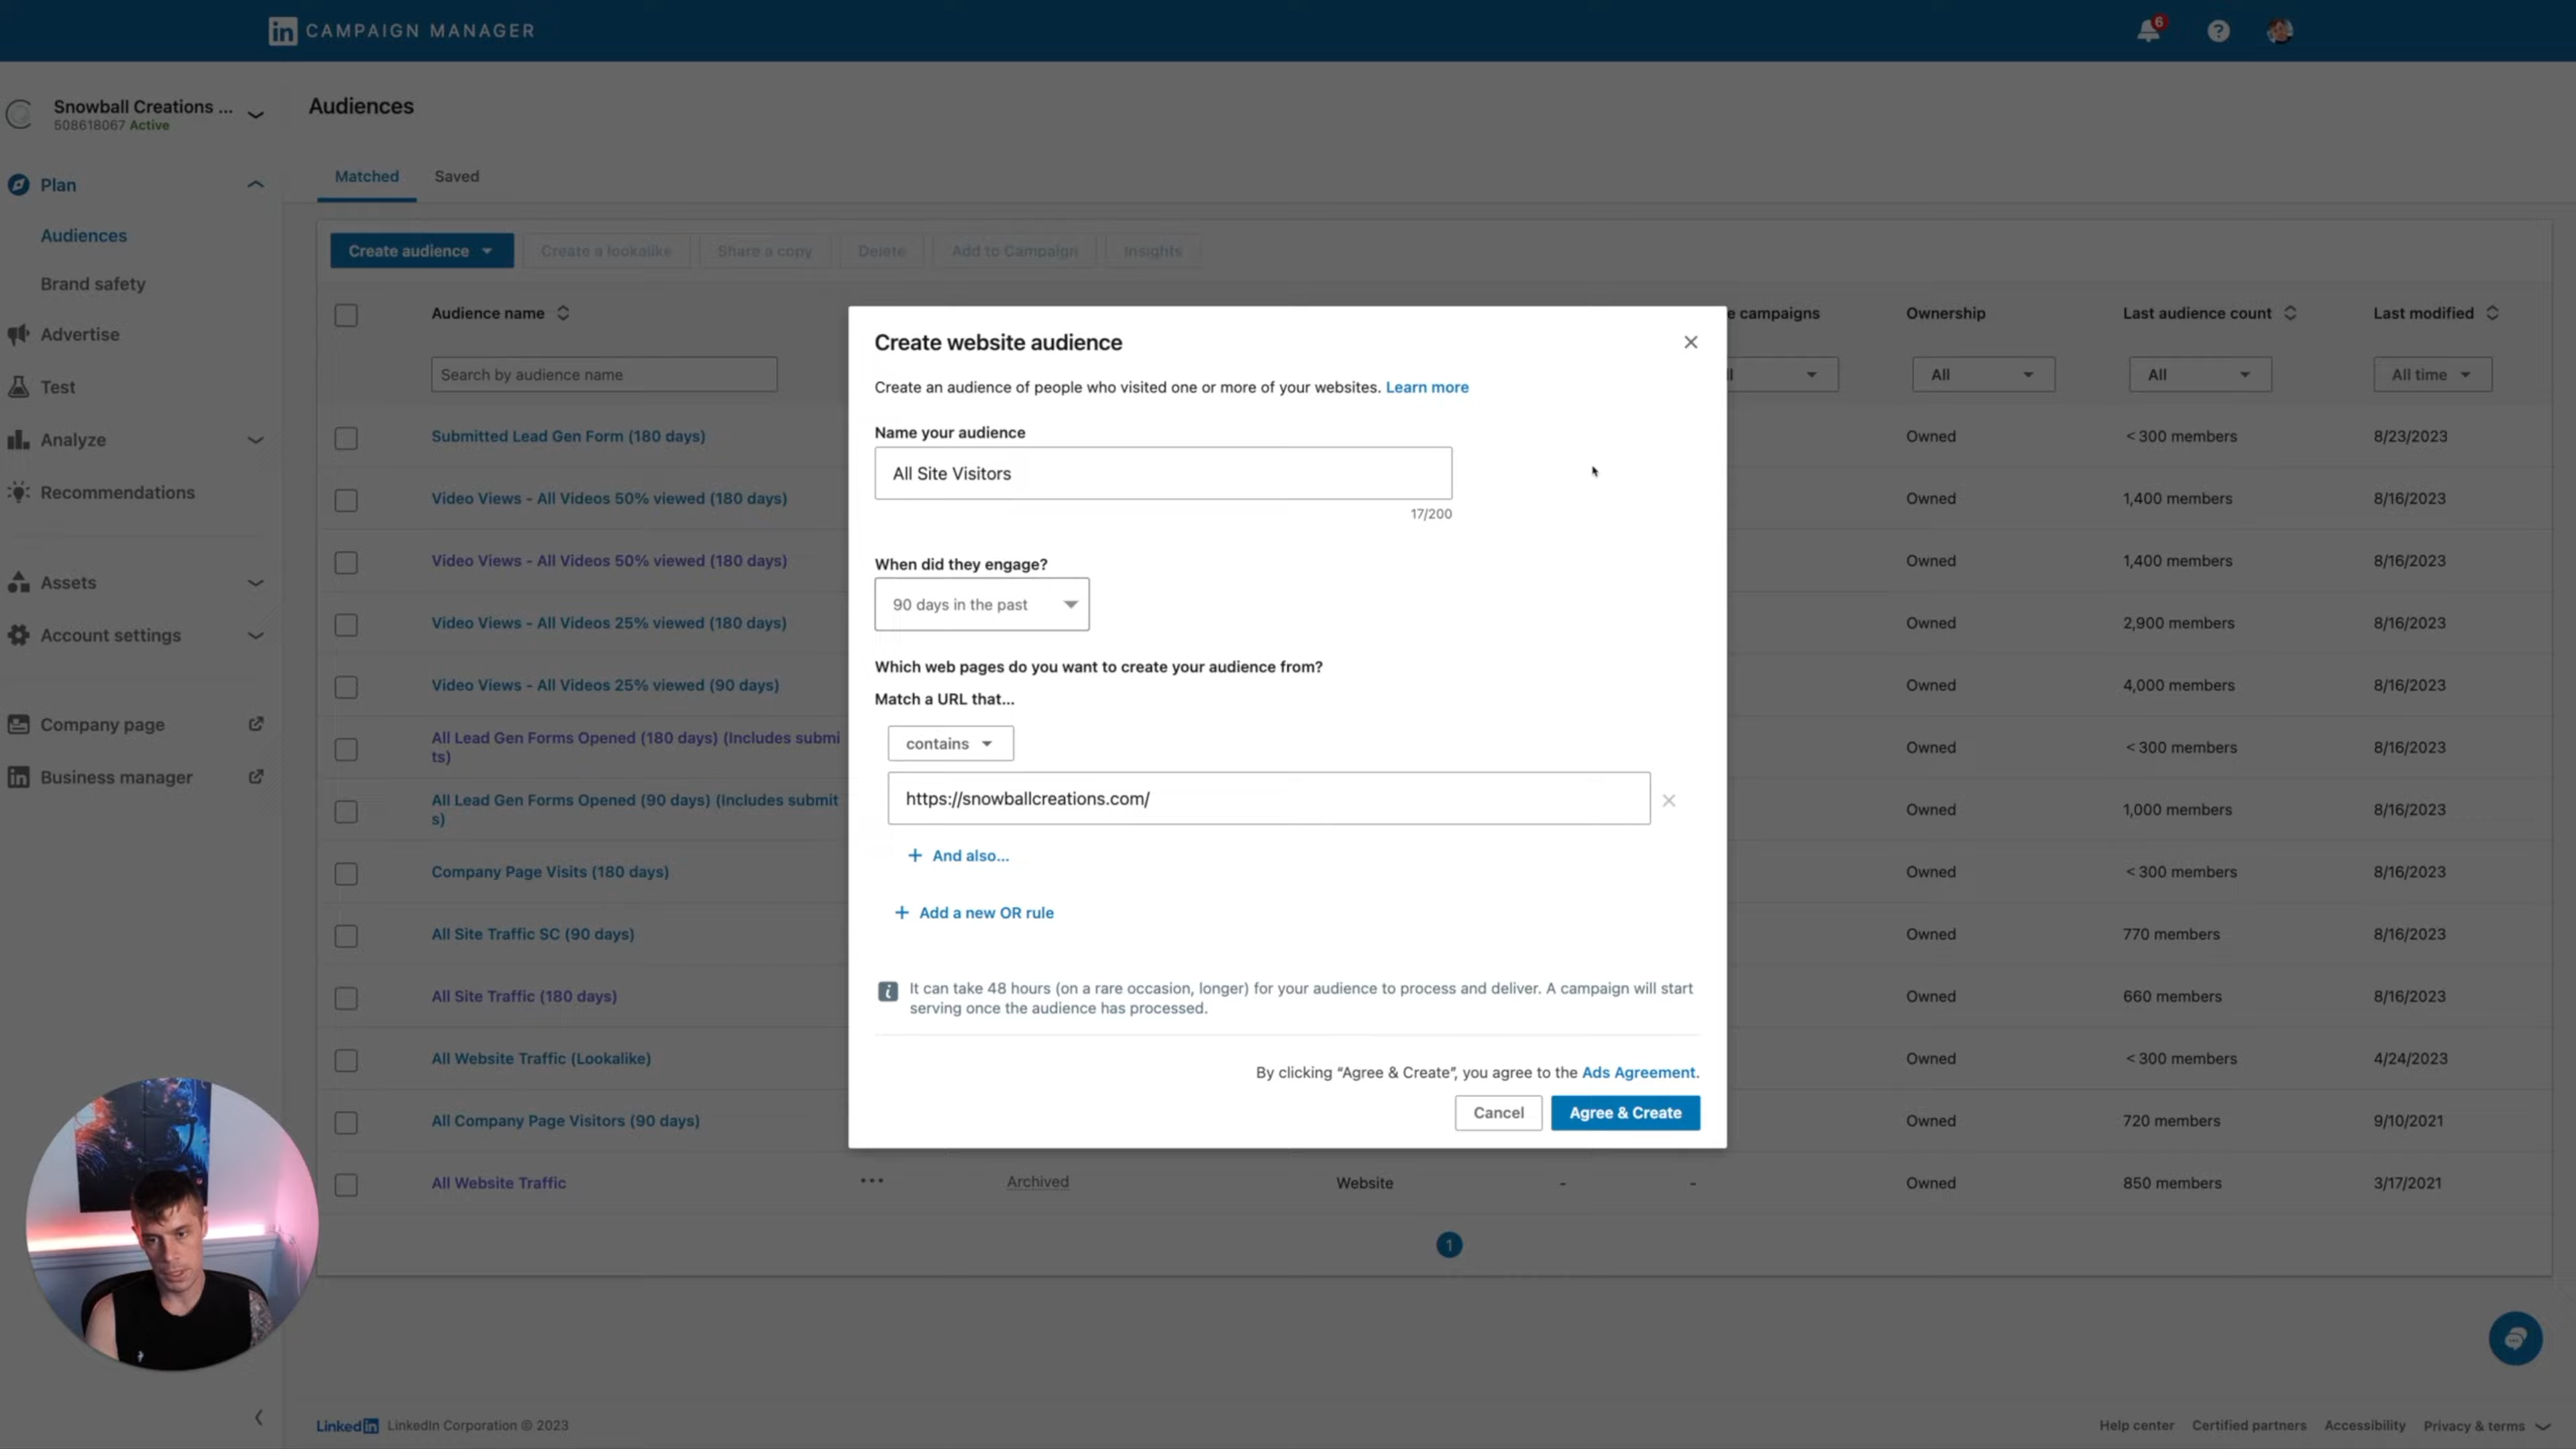 in CAMPAIGN MANAGER
6
?
Snowball Creations ...
508618067 Active
Plan
Audiences
Brand safety
Advertise
Test
Analyze
Recommendations
Assets
Account settings
Company page
Business manager
Audiences
Matched Saved
Create audience Create a lookalike Share a copy Delete Add to Campaign Insights
Audience name e campaigns Ownership Last audience count Last modified
Search by audience name All All All time
Submitted Lead Gen Form (180 days) Owned < 300 members 8/23/2023
Video Views - All Videos 50% viewed (180 days) Owned 1,400 members 8/16/2023
Video Views - All Videos 50% viewed (180 days) Owned 1,400 members 8/16/2023
Video Views - All Videos 25% viewed (180 days) Owned 2,900 members 8/16/2023
Video Views - All Videos 25% viewed (90 days) Owned 4,000 members 8/16/2023
All Lead Gen Forms Opened (180 days) (Includes submi
ts) Owned < 300 members 8/16/2023
All Lead Gen Forms Opened (90 days) (Includes submit
s) Owned 1,000 members 8/16/2023
Company Page Visits (180 days) Owned < 300 members 8/16/2023
All Site Traffic SC (90 days) Owned 770 members 8/16/2023
All Site Traffic (180 days) Owned 660 members 8/16/2023
All Website Traffic (Lookalike) Owned < 300 members 4/24/2023
All Company Page Visitors (90 days) Owned 720 members 9/10/2021
All Website Traffic ... Archived Website - - Owned 850 members 3/17/2021
1
Create website audience
Create an audience of people who visited one or more of your websites. Learn more
Name your audience
All Site Visitors
17/200
When did they engage?
90 days in the past
Which web pages do you want to create your audience from?
Match a URL that...
contains
https://snowballcreations.com/
+ And also...
+ Add a new OR rule
It can take 48 hours (on a rare occasion, longer) for your audience to process and deliver. A campaign will start
serving once the audience has processed.
By clicking “Agree & Create”, you agree to the Ads Agreement.
Cancel Agree & Create
LinkedIn LinkedIn Corporation © 2023 Help center Certified partners Accessibility Privacy & terms